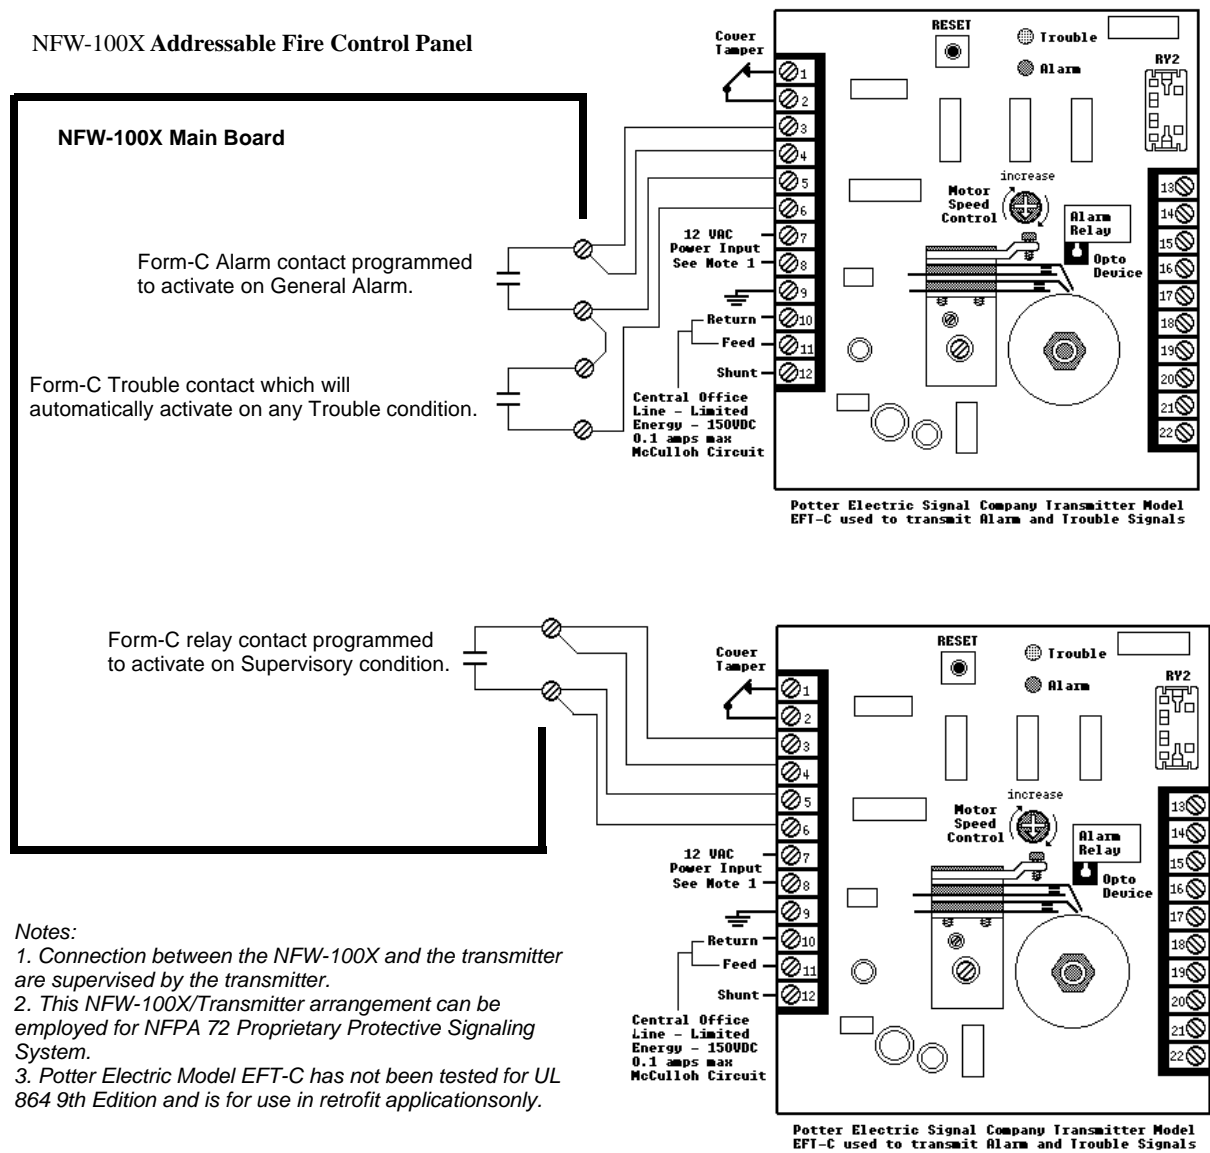 NFW-100X Addressable Fire Control Panel
NFW-100X Main Board
Form-C Alarm contact programmed
to activate on General Alarm.
Form-C Trouble contact which will
automatically activate on any Trouble condition.
Cover
Tamper
RESET
Trouble
Alarm
RY2
1
2
3
4
5
6
7
8
9
10
11
12
12 VAC
Power Input
See Note 1
Return
Feed
Shunt
Central Office
Line - Limited
Energy - 150VDC
0.1 amps max
McCulloh Circuit
increase
Motor
Speed
Control
Alarm
Relay
Opto
Device
13
14
15
16
17
18
19
20
21
22
Potter Electric Signal Company Transmitter Model
EFT-C used to transmit Alarm and Trouble Signals
Form-C relay contact programmed
to activate on Supervisory condition.
Cover
Tamper
RESET
Trouble
Alarm
RY2
1
2
3
4
5
6
7
8
9
10
11
12
12 VAC
Power Input
See Note 1
Return
Feed
Shunt
Central Office
Line - Limited
Energy - 150VDC
0.1 amps max
McCulloh Circuit
increase
Motor
Speed
Control
Alarm
Relay
Opto
Device
13
14
15
16
17
18
19
20
21
22
Potter Electric Signal Company Transmitter Model
EFT-C used to transmit Alarm and Trouble Signals
Notes:
1. Connection between the NFW-100X and the transmitter
are supervised by the transmitter.
2. This NFW-100X/Transmitter arrangement can be
employed for NFPA 72 Proprietary Protective Signaling
System.
3. Potter Electric Model EFT-C has not been tested for UL
864 9th Edition and is for use in retrofit applicationsonly.